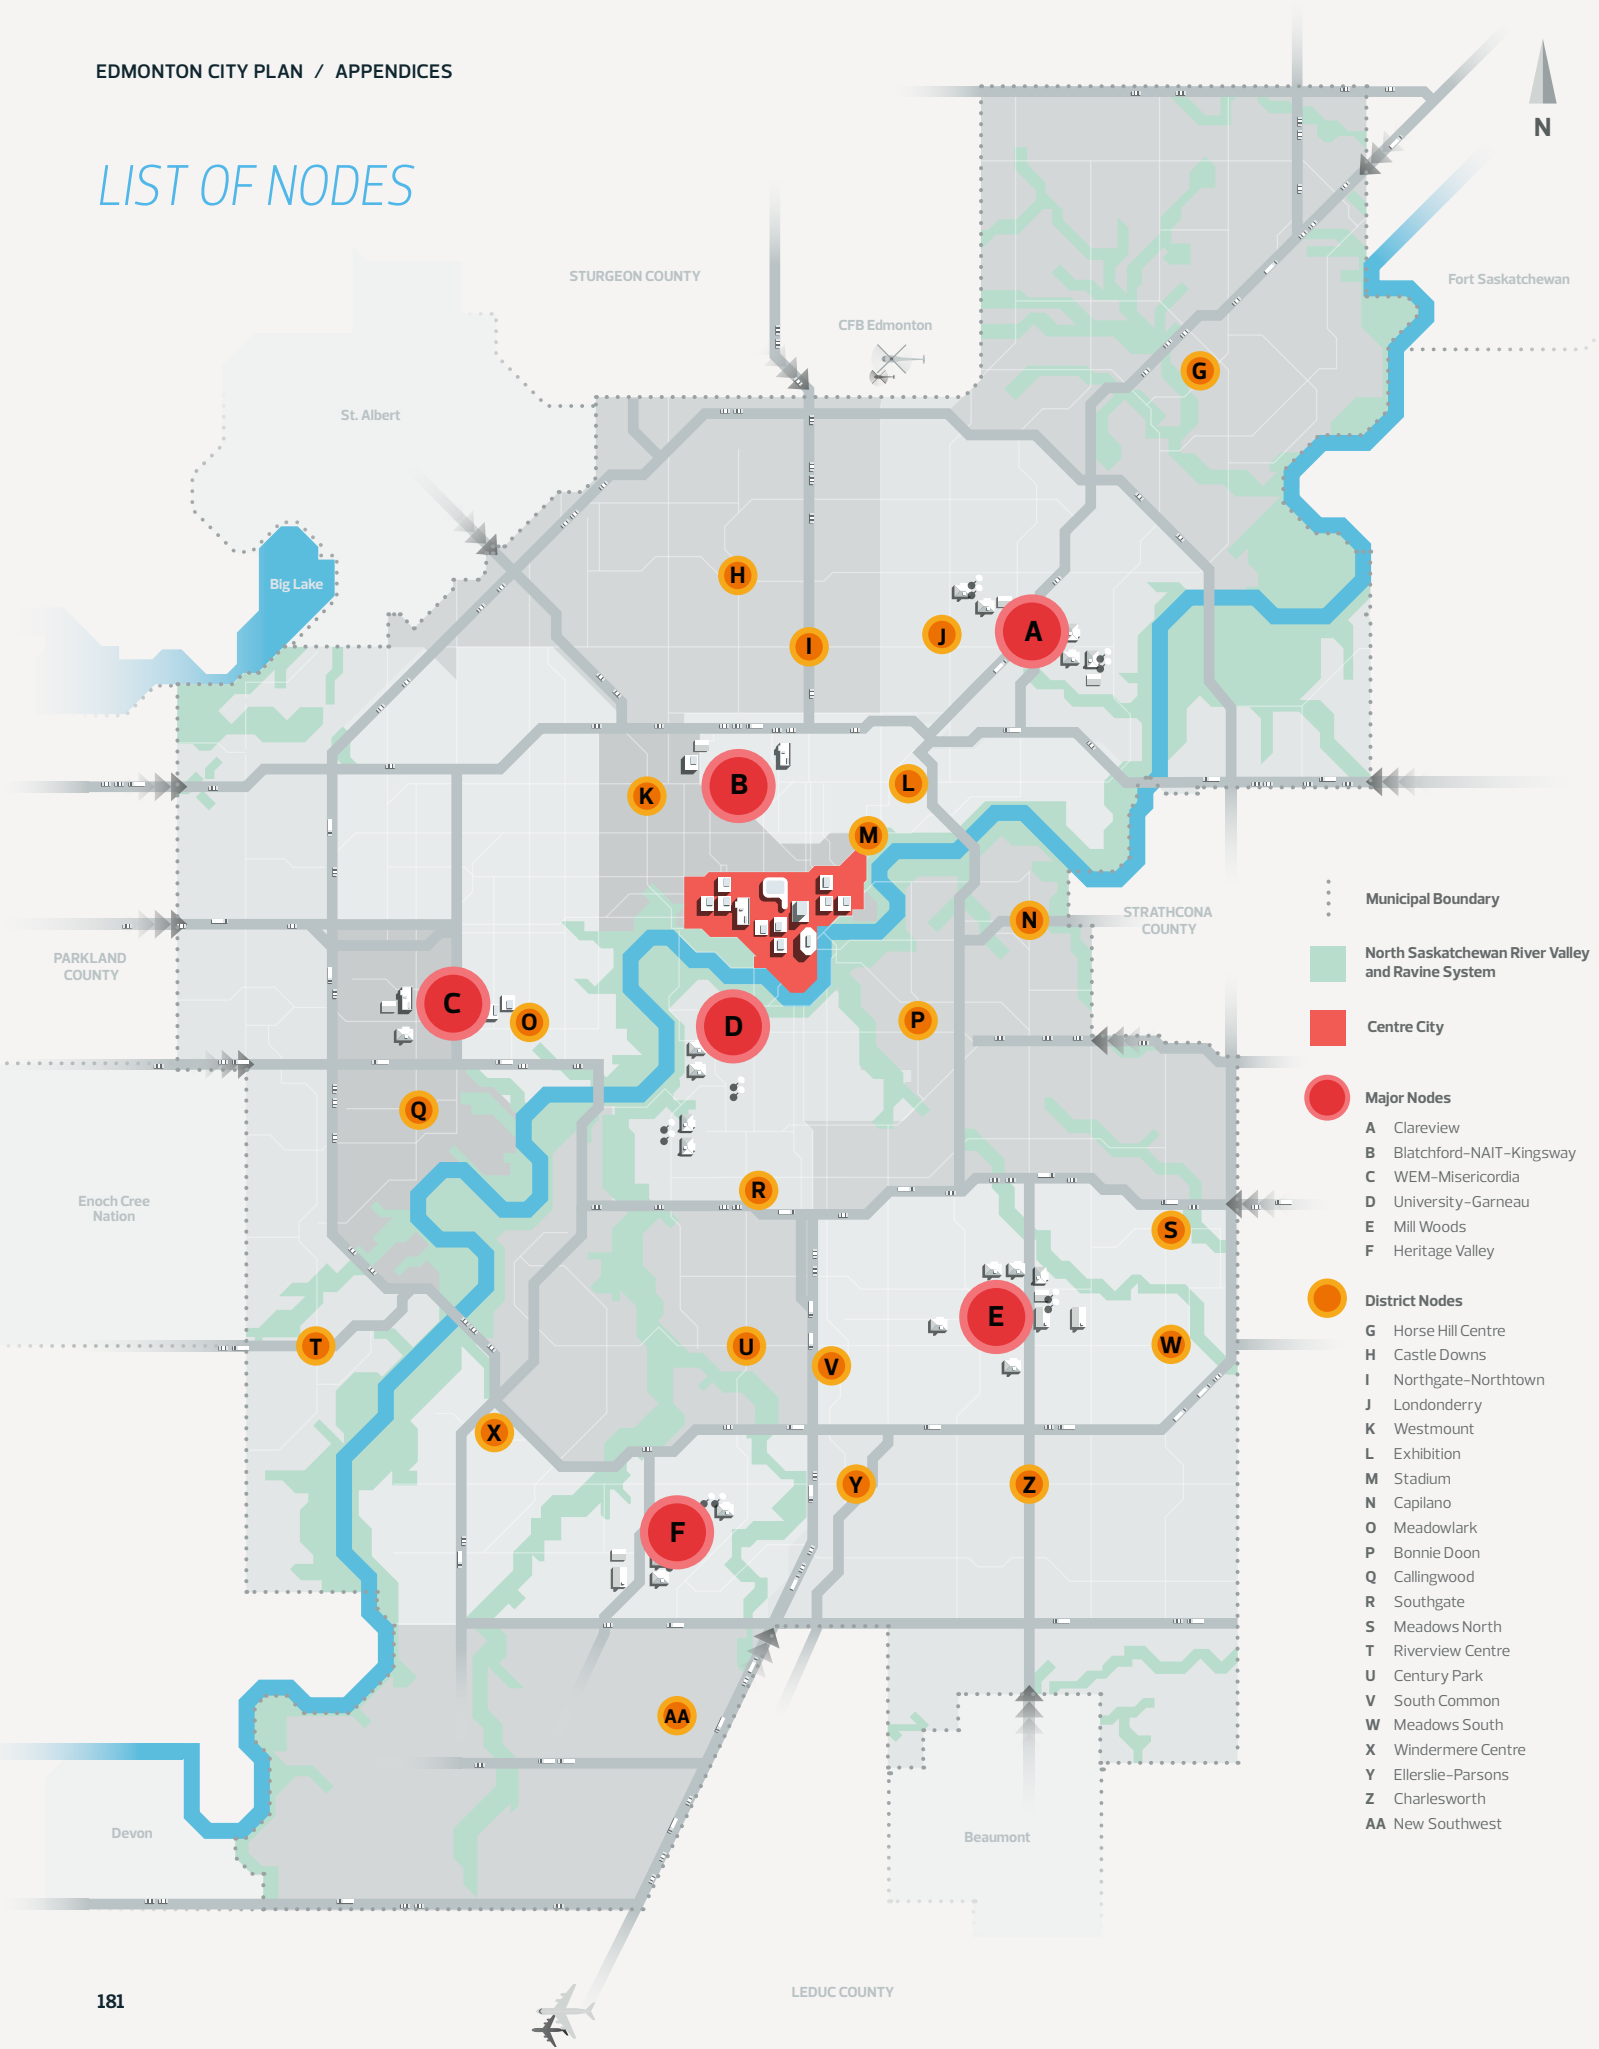 EDMONTON CITY PLAN / APPENDICES
LIST OF NODES
N
STURGEON COUNTY
CFB Edmonton
Fort Saskatchewan
St. Albert
G
Big Lake
H
J
A
I
K
B
L
M
STRATHCONA
COUNTY
N
PARKLAND
COUNTY
C
O
D
P
Q
Enoch Cree
Nation
R
S
E
T
U
V
W
X
Y
Z
F
AA
Devon
Beaumont
LEDUC COUNTY
Municipal Boundary
North Saskatchewan River Valley
and Ravine System
Centre City
Major Nodes
A Clareview
B Blatchford-NAIT-Kingsway
C WEM-Misericordia
D University-Garneau
E Mill Woods
F Heritage Valley
District Nodes
G Horse Hill Centre
H Castle Downs
I Northgate-Northtown
J Londonderry
K Westmount
L Exhibition
M Stadium
N Capilano
O Meadowlark
P Bonnie Doon
Q Callingwood
R Southgate
S Meadows North
T Riverview Centre
U Century Park
V South Common
W Meadows South
X Windermere Centre
Y Ellerslie-Parsons
Z Charlesworth
AA New Southwest
181